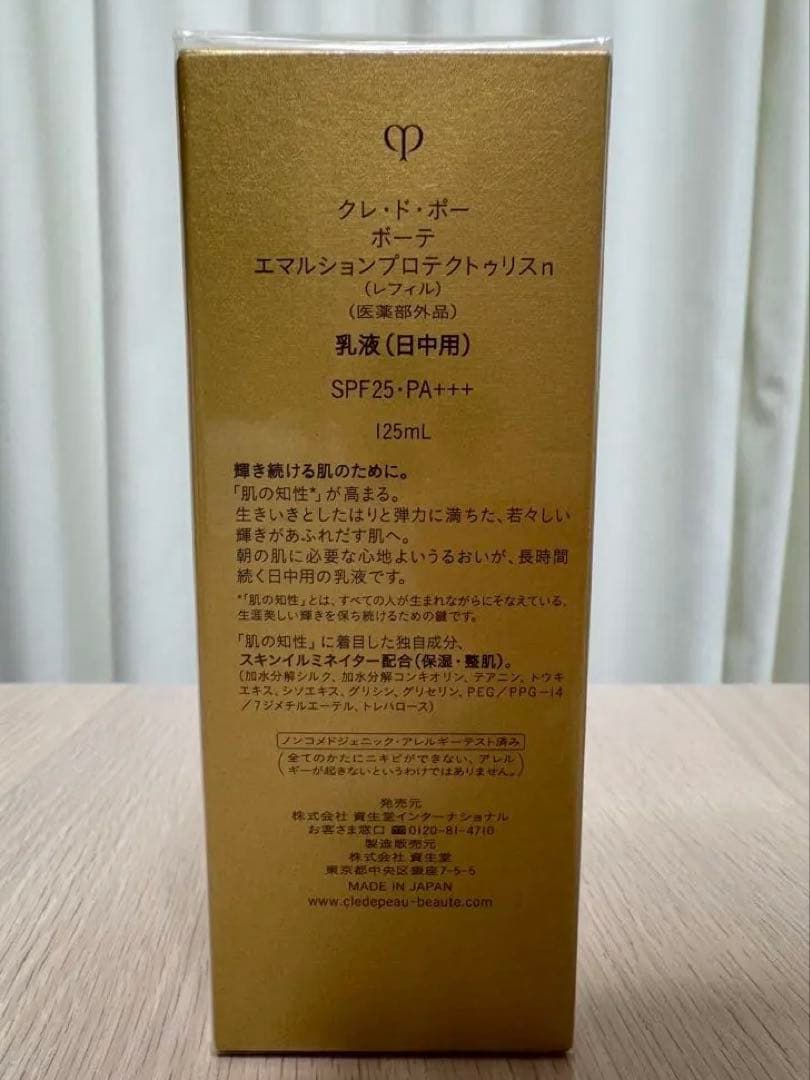 クレ・ド・ポー
ボーテ
エマルションプロテクトゥリスn
（レフィル）
（医薬部外品）
乳液（日中用）
SPF25・PA+++
125mL
輝き続ける肌のために。
「肌の知性*」が高まる。
生きいきとしたはりと弾力に満ちた、若々しい
輝きがあふれだす肌へ。
朝の肌に必要な心地よいうるおいが、長時間
続く日中用の乳液です。
*「肌の知性」とは、すべての人が生まれながらにそなえている、
生涯美しい輝きを保ち続けるための鍵です。
「肌の知性」に着目した独自成分、
スキンイルミネイター配合（保湿・整肌）。
（加水分解シルク、加水分解コンキオリン、テアニン、トウキ
エキス、シソエキス、グリシン、グリセリン、PEG／PPG－14
／7ジメチルエーテル、トレハロース）
ノンコメドジェニック・アレルギーテスト済み
（全てのかたにニキビができない、アレル
ギーが起きないというわけではありません。）
発売元
株式会社 資生堂インターナショナル
お客さま窓口 0120-81-4710
製造販売元
株式会社 資生堂
東京都中央区銀座7-5-5
MADE IN JAPAN
www.cledepeau-beaute.com